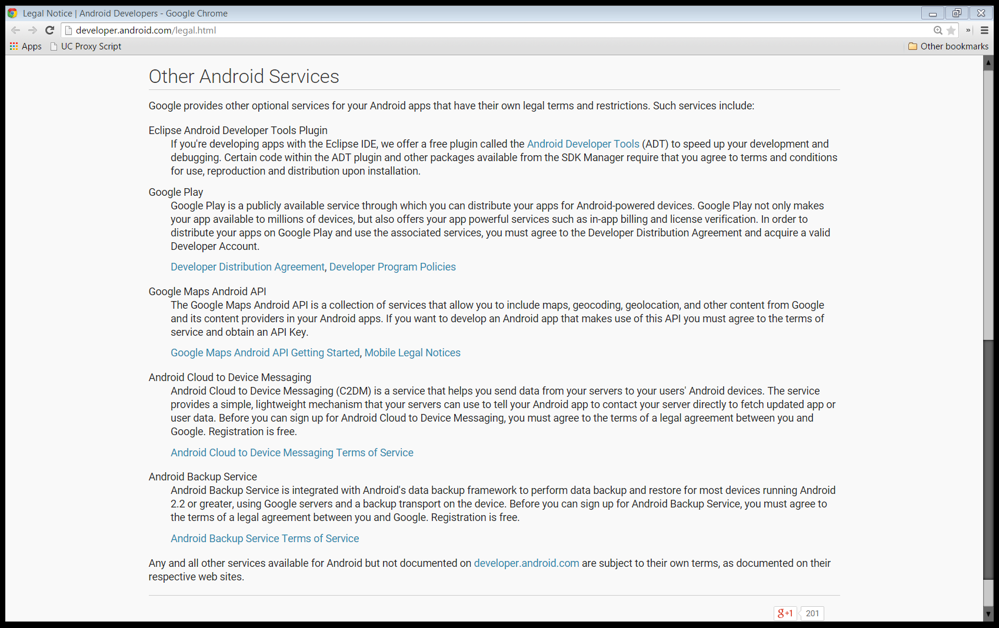 Legal Notice | Android Developers - Google Chrome
developer.android.com/legal.html
Apps UC Proxy Script Other bookmarks
Other Android Services
Google provides other optional services for your Android apps that have their own legal terms and restrictions. Such services include:
Eclipse Android Developer Tools Plugin
If you're developing apps with the Eclipse IDE, we offer a free plugin called the Android Developer Tools (ADT) to speed up your development and
debugging. Certain code within the ADT plugin and other packages available from the SDK Manager require that you agree to terms and conditions
for use, reproduction and distribution upon installation.
Google Play
Google Play is a publicly available service through which you can distribute your apps for Android-powered devices. Google Play not only makes
your app available to millions of devices, but also offers your app powerful services such as in-app billing and license verification. In order to
distribute your apps on Google Play and use the associated services, you must agree to the Developer Distribution Agreement and acquire a valid
Developer Account.
Developer Distribution Agreement, Developer Program Policies
Google Maps Android API
The Google Maps Android API is a collection of services that allow you to include maps, geocoding, geolocation, and other content from Google
and its content providers in your Android apps. If you want to develop an Android app that makes use of this API you must agree to the terms of
service and obtain an API Key.
Google Maps Android API Getting Started, Mobile Legal Notices
Android Cloud to Device Messaging
Android Cloud to Device Messaging (C2DM) is a service that helps you send data from your servers to your users' Android devices. The service
provides a simple, lightweight mechanism that your servers can use to tell your Android app to contact your server directly to fetch updated app or
user data. Before you can sign up for Android Cloud to Device Messaging, you must agree to the terms of a legal agreement between you and
Google. Registration is free.
Android Cloud to Device Messaging Terms of Service
Android Backup Service
Android Backup Service is integrated with Android's data backup framework to perform data backup and restore for most devices running Android
2.2 or greater, using Google servers and a backup transport on the device. Before you can sign up for Android Backup Service, you must agree to
the terms of a legal agreement between you and Google. Registration is free.
Android Backup Service Terms of Service
Any and all other services available for Android but not documented on developer.android.com are subject to their own terms, as documented on their
respective web sites.
g+1 201